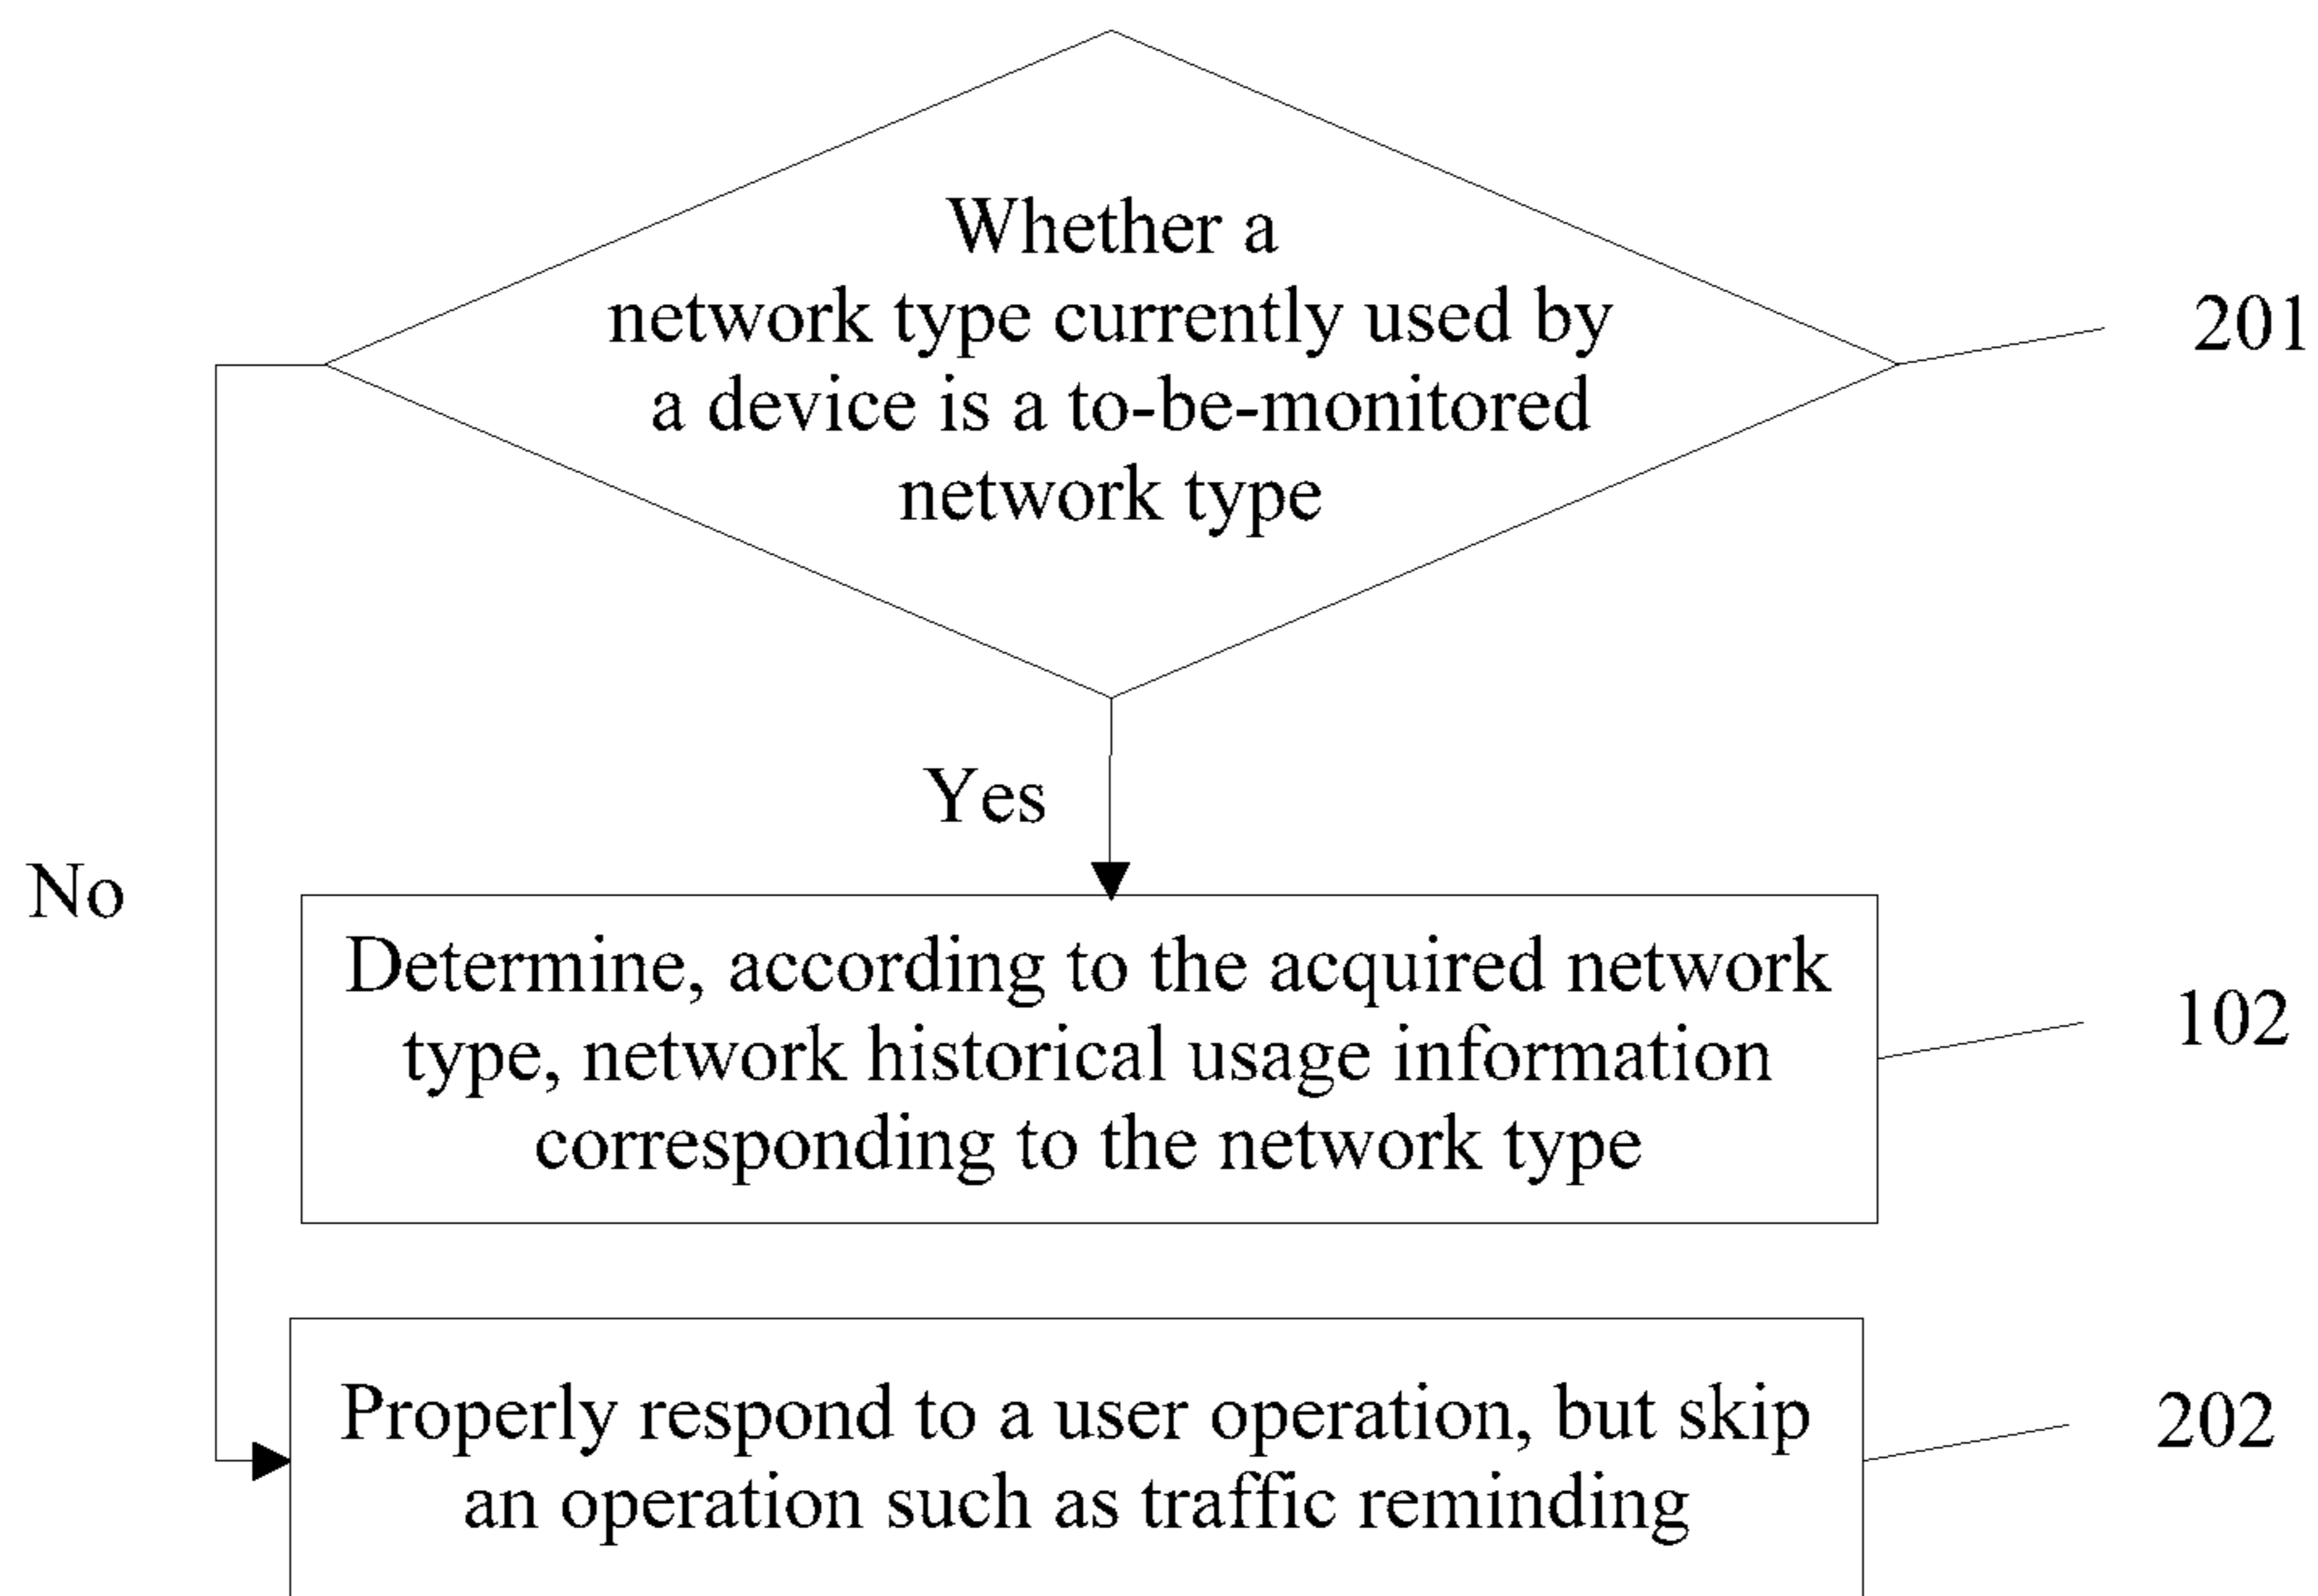 Whether a
network type currently used by
a device is a to-be-monitored
network type
201
Yes
No
Determine, according to the acquired network
type, network historical usage information
corresponding to the network type
102
Properly respond to a user operation, but skip
an operation such as traffic reminding
202